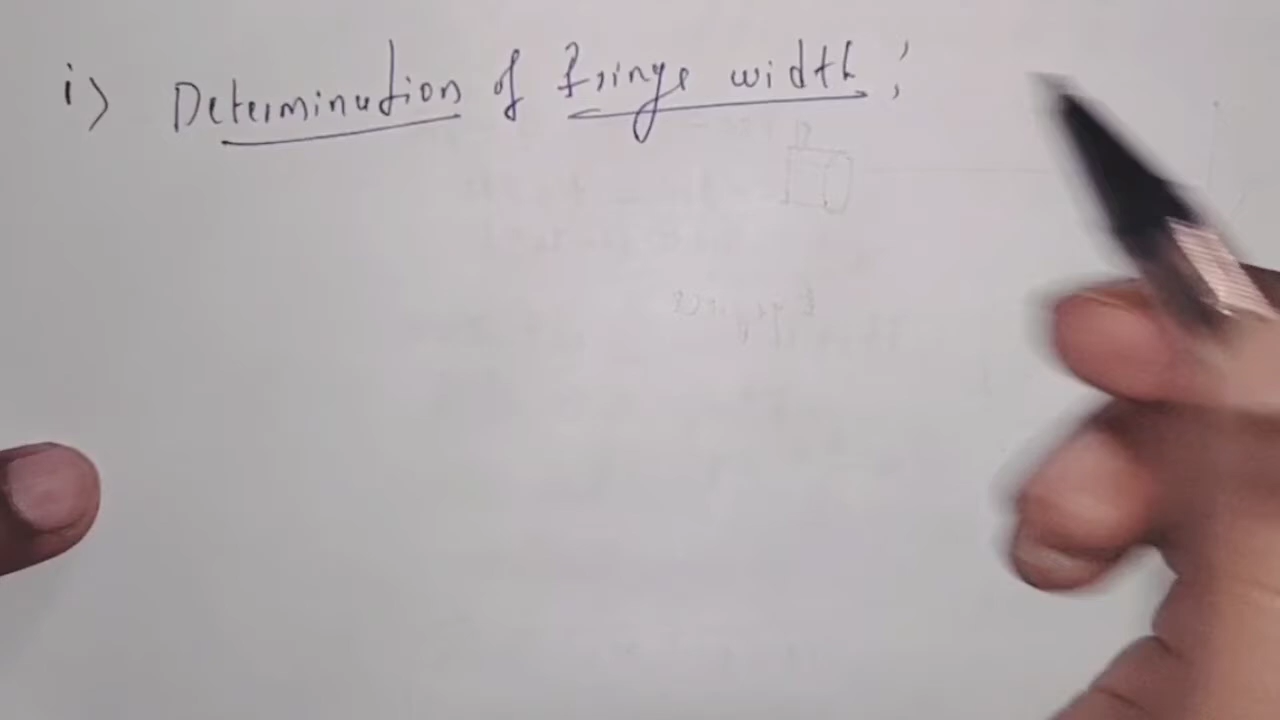 i) Determination of fringe width :